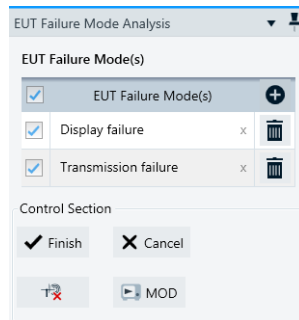 EUT Failure Mode Analysis
EUT Failure Mode(s)
EUT Failure Mode(s)
Display failure x
Transmission failure x
Control Section
Finish Cancel
MOD